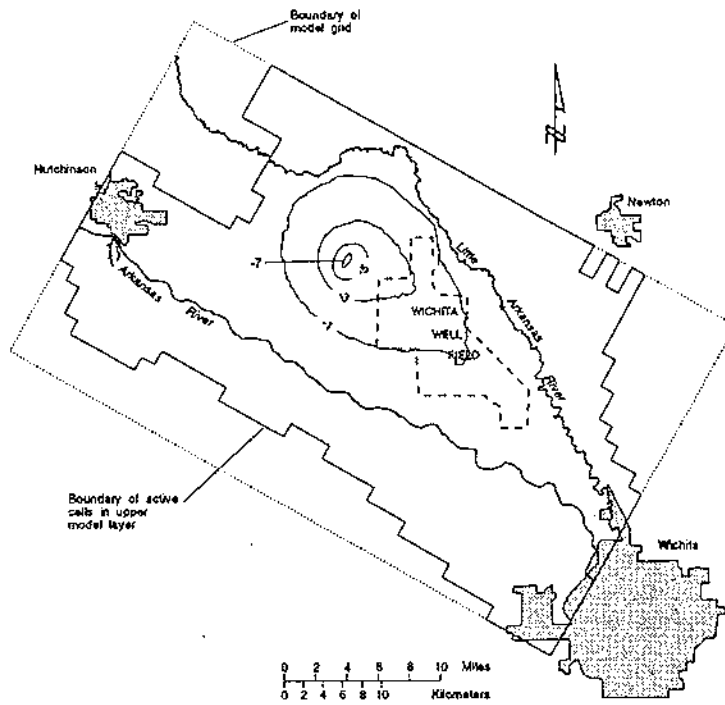 Boundary of
model grid
Hutchinson
Newton
-7
Little
Arkansas
River
Arkansas
River
WICHITA
WELL
FIELD
-1
Boundary of active
cells in upper
model layer
Wichita
0 2 4 6 8 10 Miles
0 2 4 6 8 10 Kilometers
N